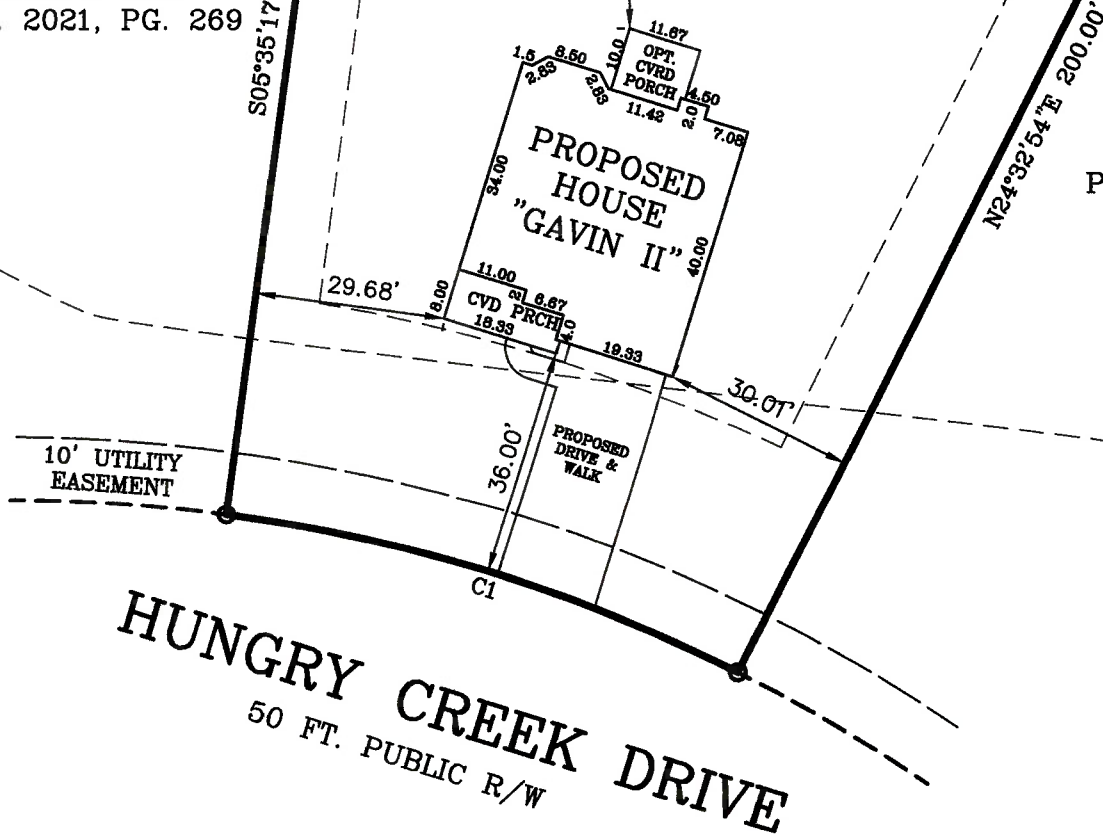 . 2021, PG. 269
S05°35'17
11.67
10.0
OPT.
CVRD
PORCH
1.5
2.83
8.50
2.83
11.42
4.50
2.0
7.08
PROPOSED
HOUSE
"GAVIN II"
34.00
40.00
N24°32'54"E 200.00'
P
29.68'
8.00
11.00
2
6.67
CVD PRCH
4.0
18.33
19.33
30.01'
36.00'
PROPOSED
DRIVE &
WALK
10' UTILITY
EASEMENT
C1
HUNGRY CREEK DRIVE
50 FT. PUBLIC R/W